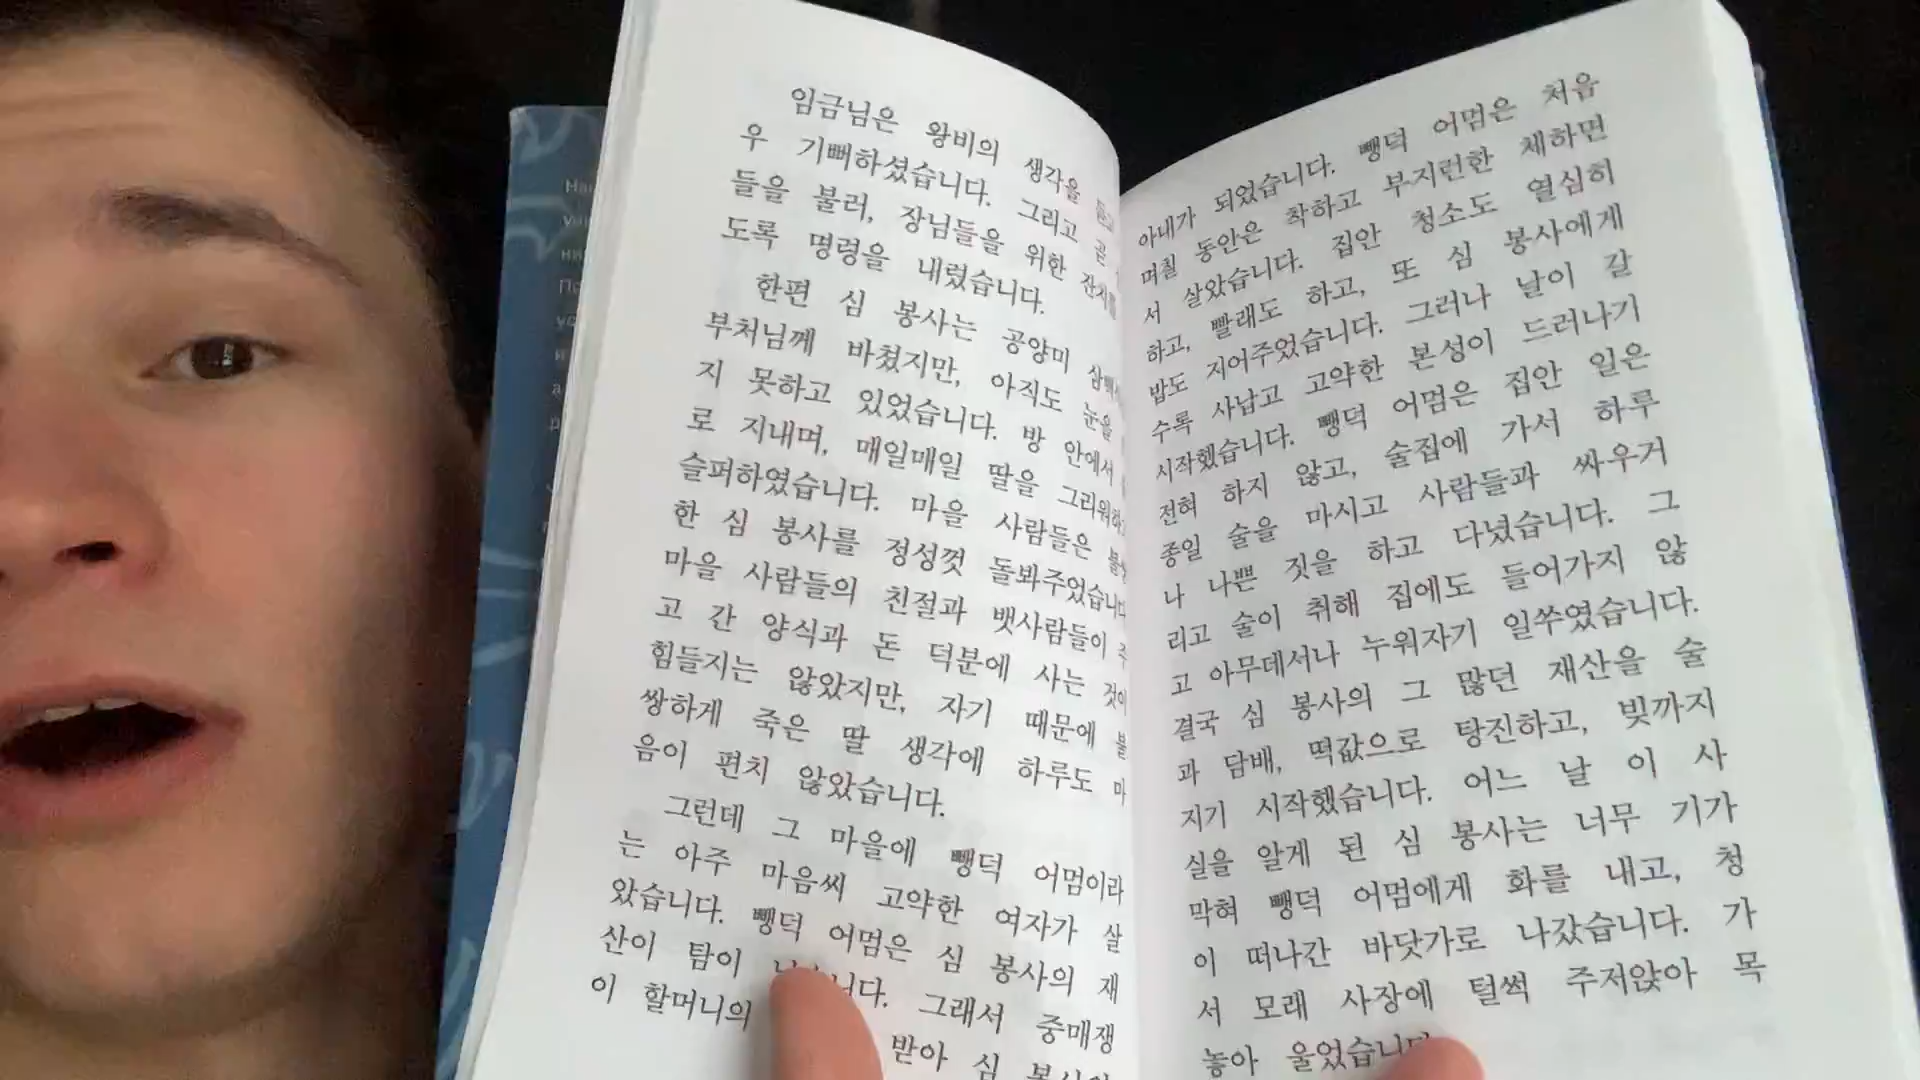 임금님은 왕비의 생각을
우 기뻐하셨습니다. 그리고 곧
들을 불러, 장님들을 위한 잔치를
도록 명령을 내렸습니다.
한편 심 봉사는 공양미 삼백
부처님께 바쳤지만, 아직도 눈을
지 못하고 있었습니다. 방 안에서
로 지내며, 매일매일 딸을 그리워하
슬퍼하였습니다. 마을 사람들은 불쌍
한 심 봉사를 정성껏 돌봐주었습니다
마을 사람들의 친절과 뱃사람들이 주
고 간 양식과 돈 덕분에 사는 것이
힘들지는 않았지만, 자기 때문에 불
쌍하게 죽은 딸 생각에 하루도 마
음이 편치 않았습니다.
그런데 그 마을에 뺑덕 어멈이라
는 아주 마음씨 고약한 여자가 살
았습니다. 뺑덕 어멈은 심 봉사의 재
산이 탐이 니다. 그래서 중매쟁
이 할머니의 받아 심
아내가 되었습니다. 뺑덕 어멈은 처음
며칠 동안은 착하고 부지런한 채하면
서 살았습니다. 집안 청소도 열심히
하고, 빨래도 하고, 또 심 봉사에게
밥도 지어주었습니다. 그러나 날이 갈
수록 사납고 고약한 본성이 드러나기
시작했습니다. 뺑덕 어멈은 집안 일은
전혀 하지 않고, 술집에 가서 하루
종일 술을 마시고 사람들과 싸우거
나 나쁜 짓을 하고 다녔습니다. 그
리고 술이 취해 집에도 들어가지 않
고 아무데서나 누워자기 일쑤였습니다.
결국 심 봉사의 그 많던 재산을 술
과 담배, 떡값으로 탕진하고, 빚까지
지기 시작했습니다. 어느 날 이 사
실을 알게 된 심 봉사는 너무 기가
막혀 뺑덕 어멈에게 화를 내고, 청
이 떠나간 바닷가로 나갔습니다. 가
서 모래 사장에 털썩 주저앉아 목
놓아 울었습니다